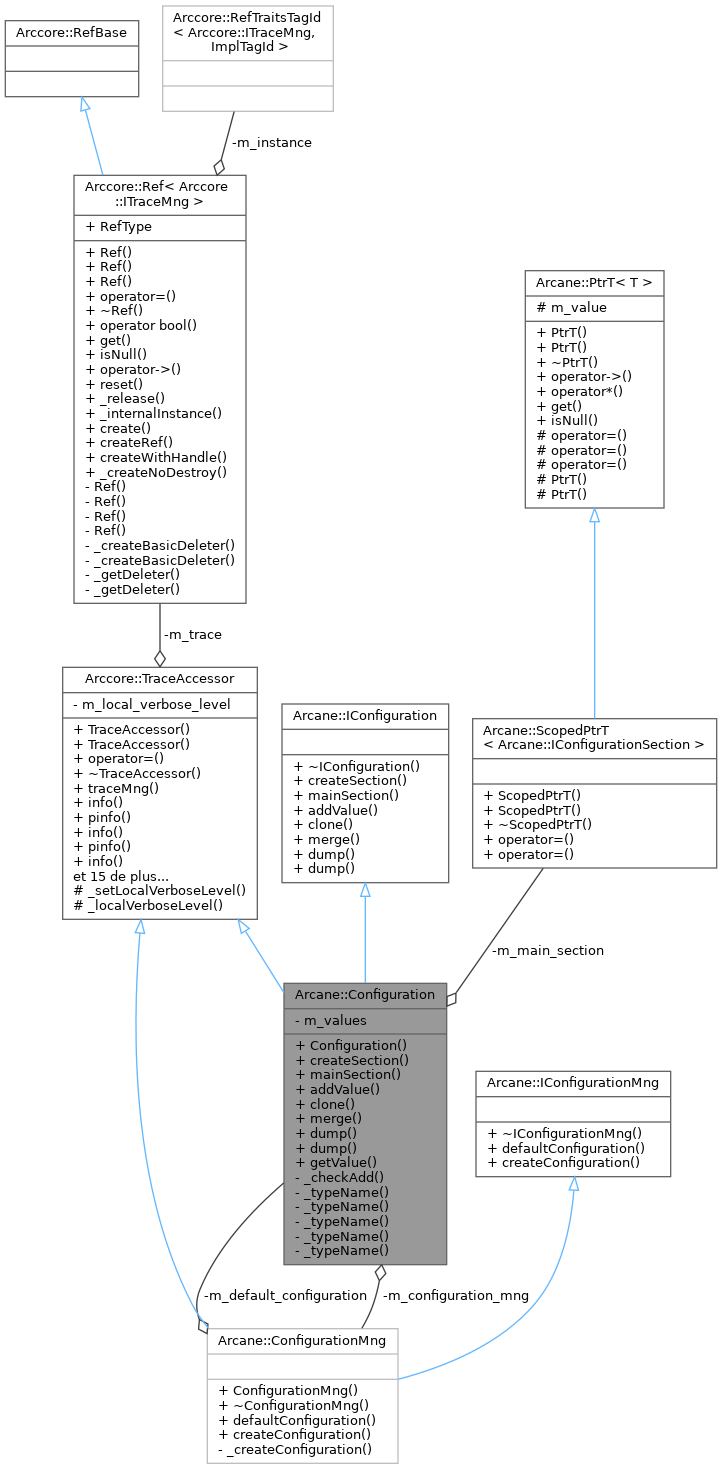 Arccore::RefBase
Arccore::RefTraitsTagId
< Arccore::ITraceMng,
ImplTagId >
-m_instance
Arccore::Ref< Arccore
::ITraceMng >
+ RefType
+ Ref()
+ Ref()
+ Ref()
+ operator=()
+ ~Ref()
+ operator bool()
+ get()
+ isNull()
+ operator->()
+ reset()
+ _release()
+ _internalInstance()
+ create()
+ createRef()
+ createWithHandle()
+ _createNoDestroy()
- Ref()
- Ref()
- Ref()
- Ref()
- _createBasicDeleter()
- _createBasicDeleter()
- _getDeleter()
- _getDeleter()
Arcane::PtrT< T >
# m_value
+ PtrT()
+ PtrT()
+ ~PtrT()
+ operator->()
+ operator*()
+ get()
+ isNull()
# operator=()
# operator=()
# operator=()
# PtrT()
# PtrT()
-m_trace
Arccore::TraceAccessor
- m_local_verbose_level
+ TraceAccessor()
+ TraceAccessor()
+ operator=()
+ ~TraceAccessor()
+ traceMng()
+ info()
+ pinfo()
+ info()
+ pinfo()
+ info()
et 15 de plus...
# _setLocalVerboseLevel()
# _localVerboseLevel()
Arcane::IConfiguration
+ ~IConfiguration()
+ createSection()
+ mainSection()
+ addValue()
+ clone()
+ merge()
+ dump()
+ dump()
Arcane::ScopedPtrT
< Arcane::IConfigurationSection >
+ ScopedPtrT()
+ ScopedPtrT()
+ ~ScopedPtrT()
+ operator=()
+ operator=()
-m_main_section
Arcane::Configuration
- m_values
+ Configuration()
+ createSection()
+ mainSection()
+ addValue()
+ clone()
+ merge()
+ dump()
+ dump()
+ getValue()
- _checkAdd()
- _typeName()
- _typeName()
- _typeName()
- _typeName()
- _typeName()
Arcane::IConfigurationMng
+ ~IConfigurationMng()
+ defaultConfiguration()
+ createConfiguration()
-m_default_configuration
-m_configuration_mng
Arcane::ConfigurationMng
+ ConfigurationMng()
+ ~ConfigurationMng()
+ defaultConfiguration()
+ createConfiguration()
- _createConfiguration()